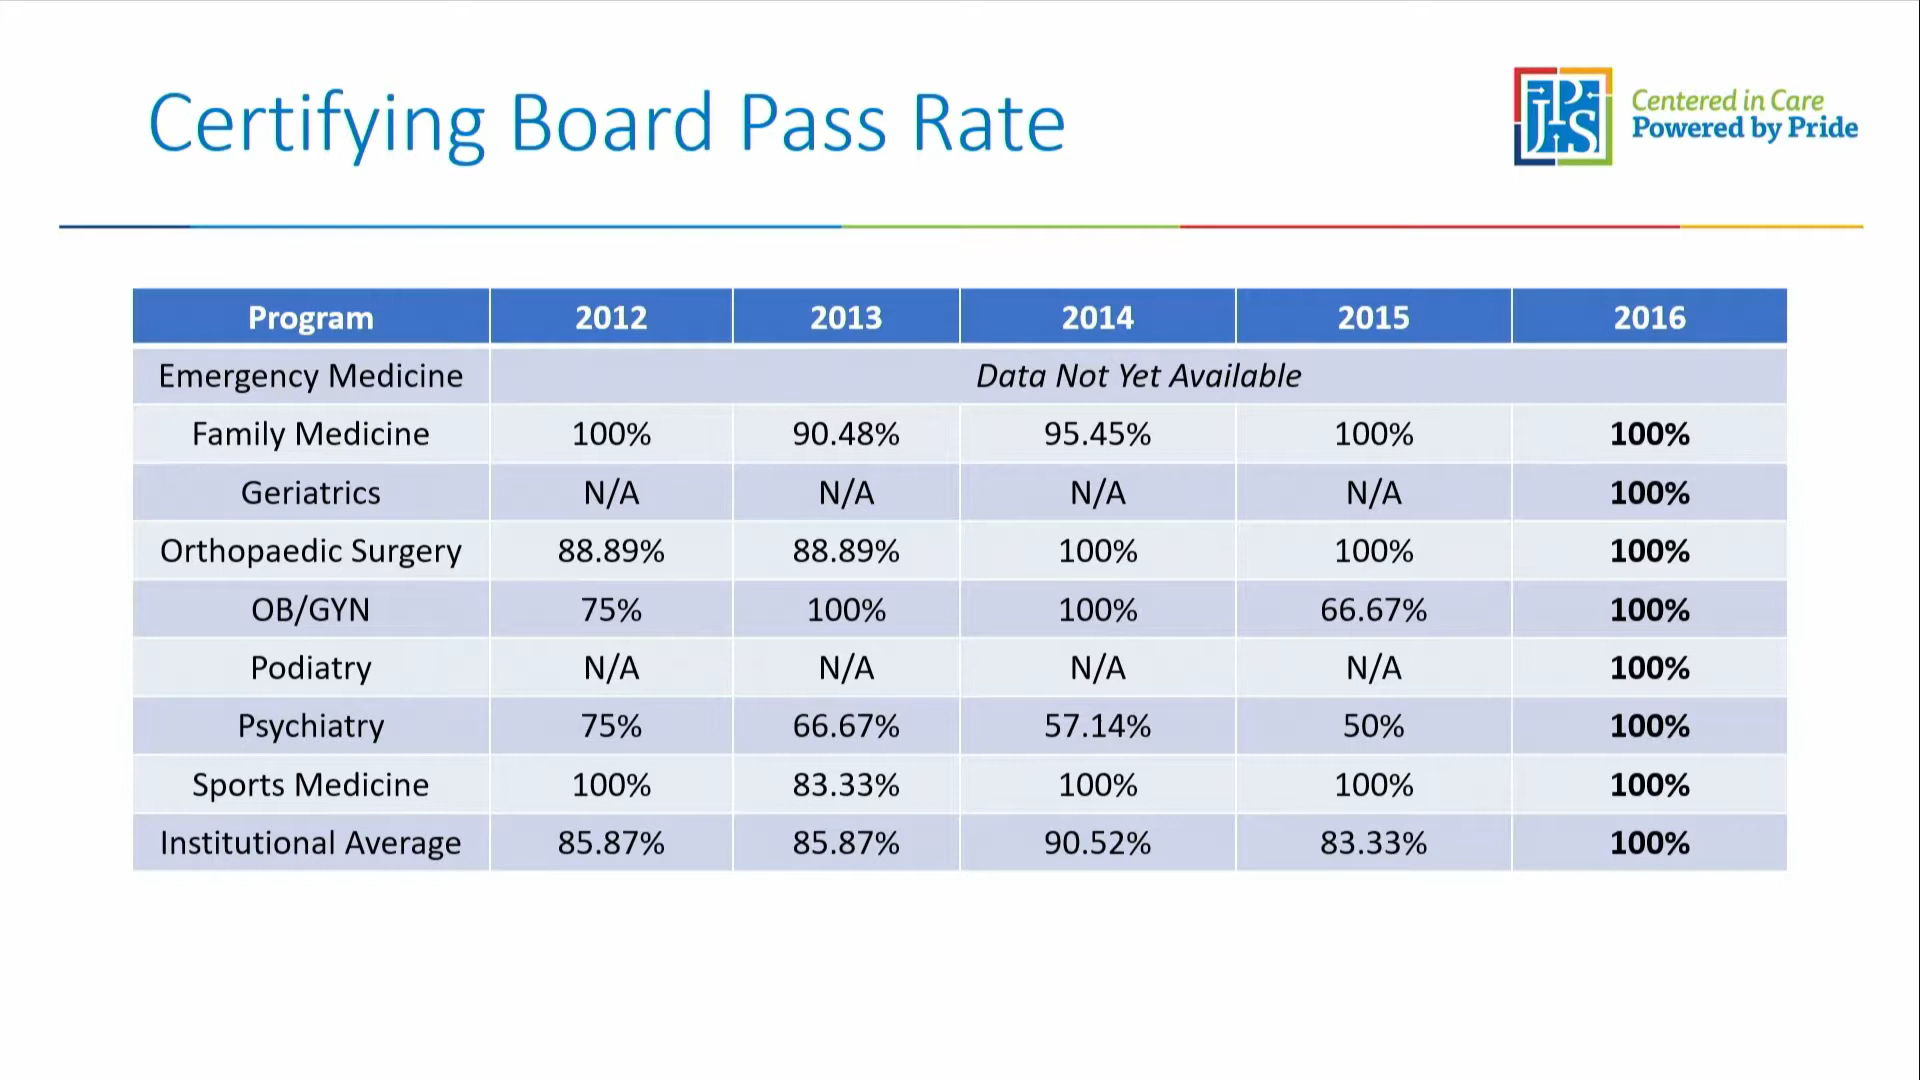 Certifying Board Pass Rate
JPS
Centered in Care
Powered by Pride
Program 2012 2013 2014 2015 2016
Emergency Medicine Data Not Yet Available
Family Medicine 100% 90.48% 95.45% 100% 100%
Geriatrics N/A N/A N/A N/A 100%
Orthopaedic Surgery 88.89% 88.89% 100% 100% 100%
OB/GYN 75% 100% 100% 66.67% 100%
Podiatry N/A N/A N/A N/A 100%
Psychiatry 75% 66.67% 57.14% 50% 100%
Sports Medicine 100% 83.33% 100% 100% 100%
Institutional Average 85.87% 85.87% 90.52% 83.33% 100%